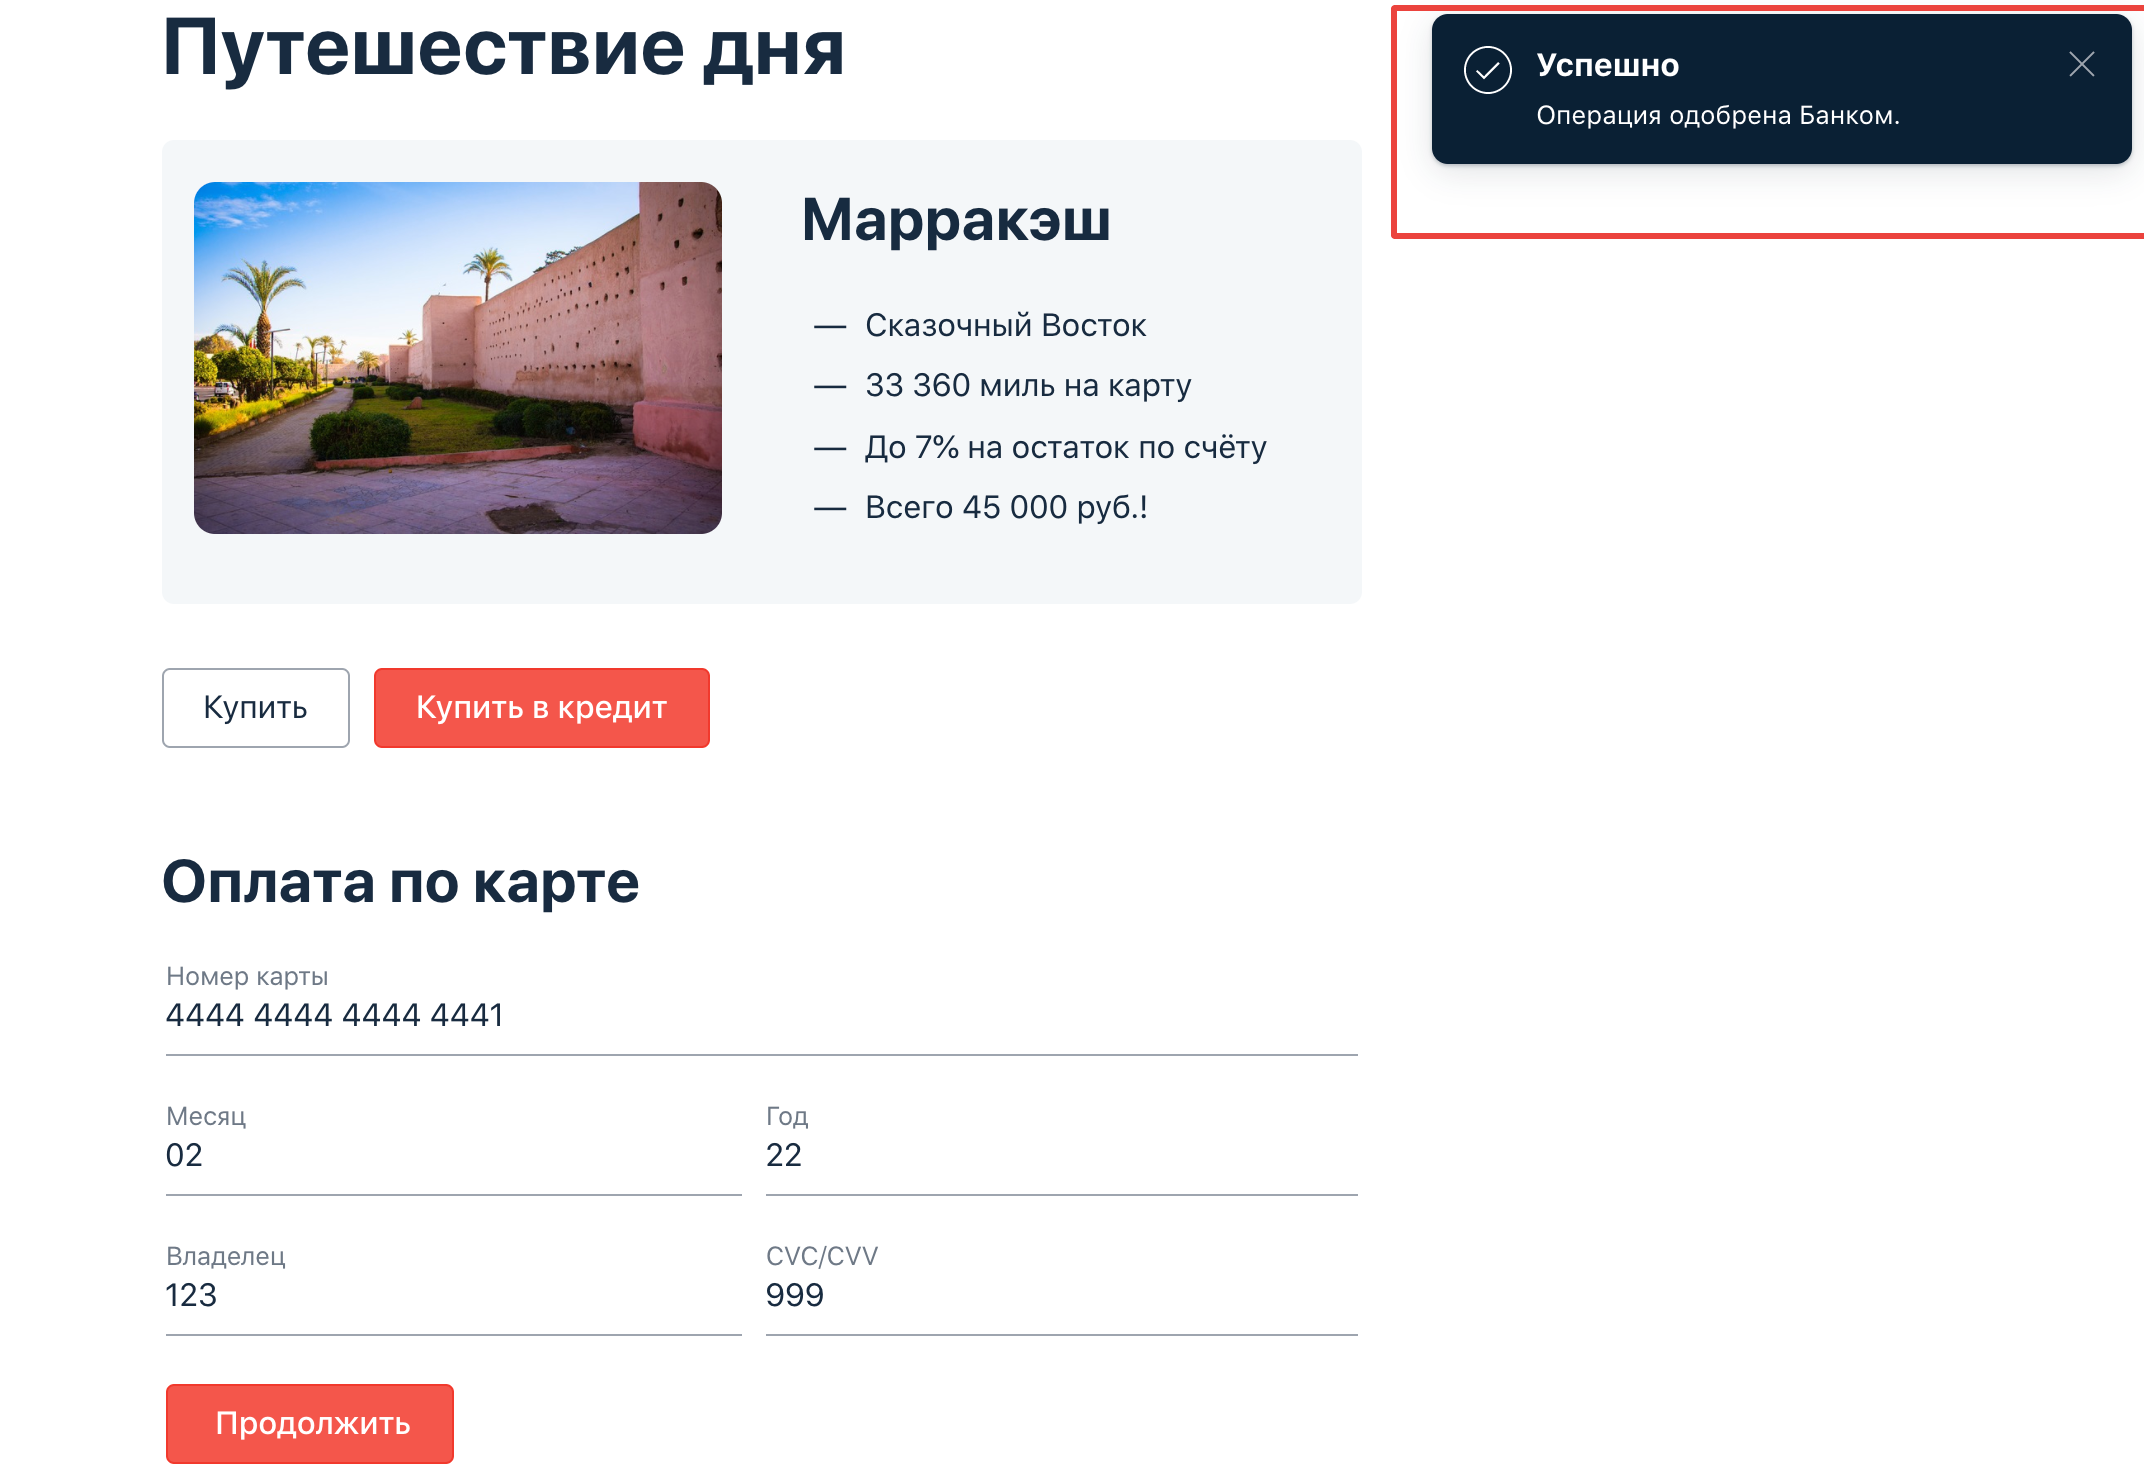 Путешествие дня
Успешно
Операция одобрена Банком.
Марракэш
— Сказочный Восток
— 33 360 миль на карту
— До 7% на остаток по счёту
— Всего 45 000 руб.!
Купить
Купить в кредит
Оплата по карте
Номер карты
4444 4444 4444 4441
Месяц
Год
02
22
Владелец
CVC/CVV
123
999
Продолжить